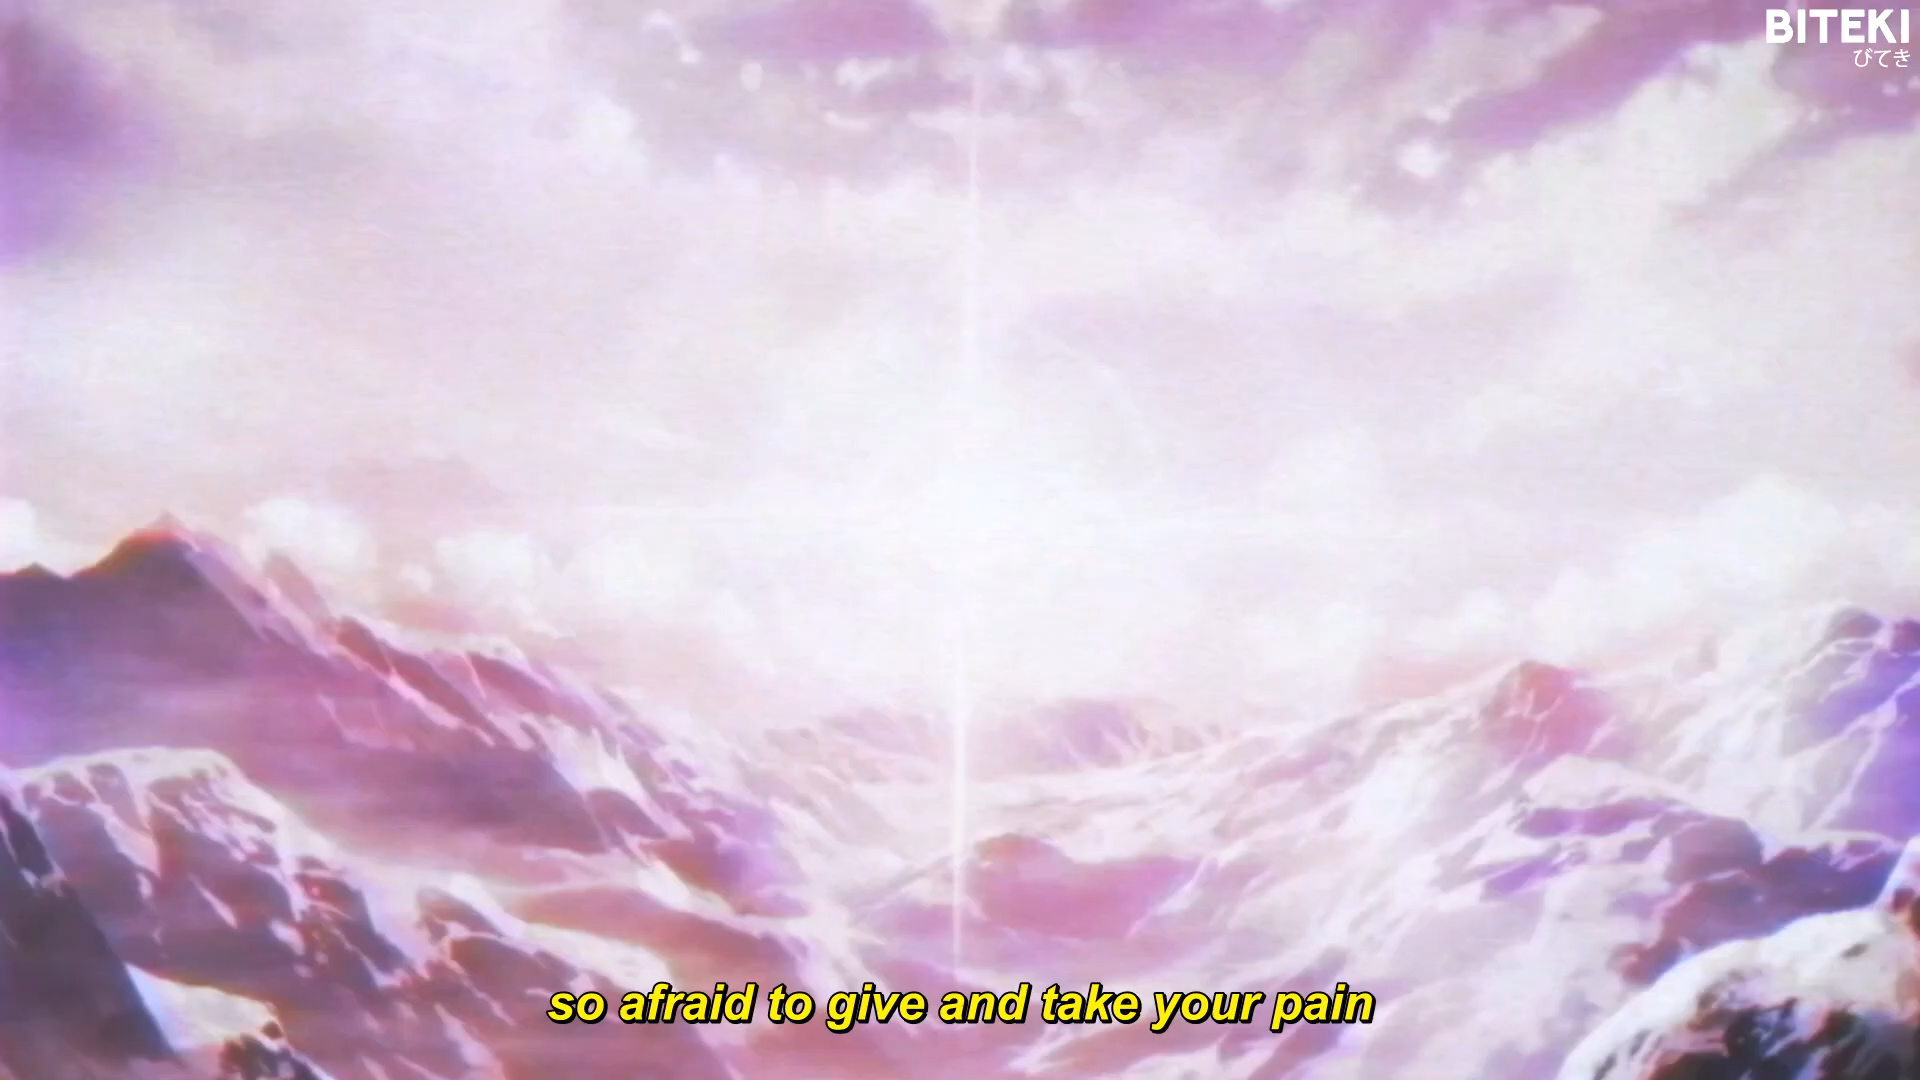 BITEKI
びてき
so afraid to give and take your pain